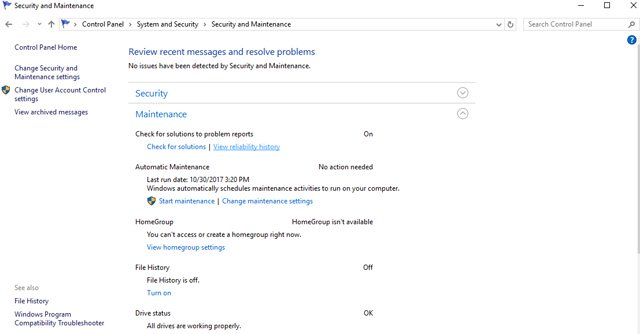 Security and Maintenance
Control Panel > System and Security > Security and Maintenance
Search Control Panel
?
Control Panel Home
Change Security and
Maintenance settings
Change User Account Control
settings
View archived messages
Review recent messages and resolve problems
No issues have been detected by Security and Maintenance.
Security
Maintenance
Check for solutions to problem reports On
Check for solutions | View reliability history
Automatic Maintenance No action needed
Last run date: 10/30/2017 3:20 PM
Windows automatically schedules maintenance activities to run on your computer.
Start maintenance | Change maintenance settings
HomeGroup HomeGroup isn't available
You can't access or create a homegroup right now.
View homegroup settings
File History Off
File History is off.
Turn on
Drive status OK
All drives are working properly.
See also
File History
Windows Program
Compatibility Troubleshooter